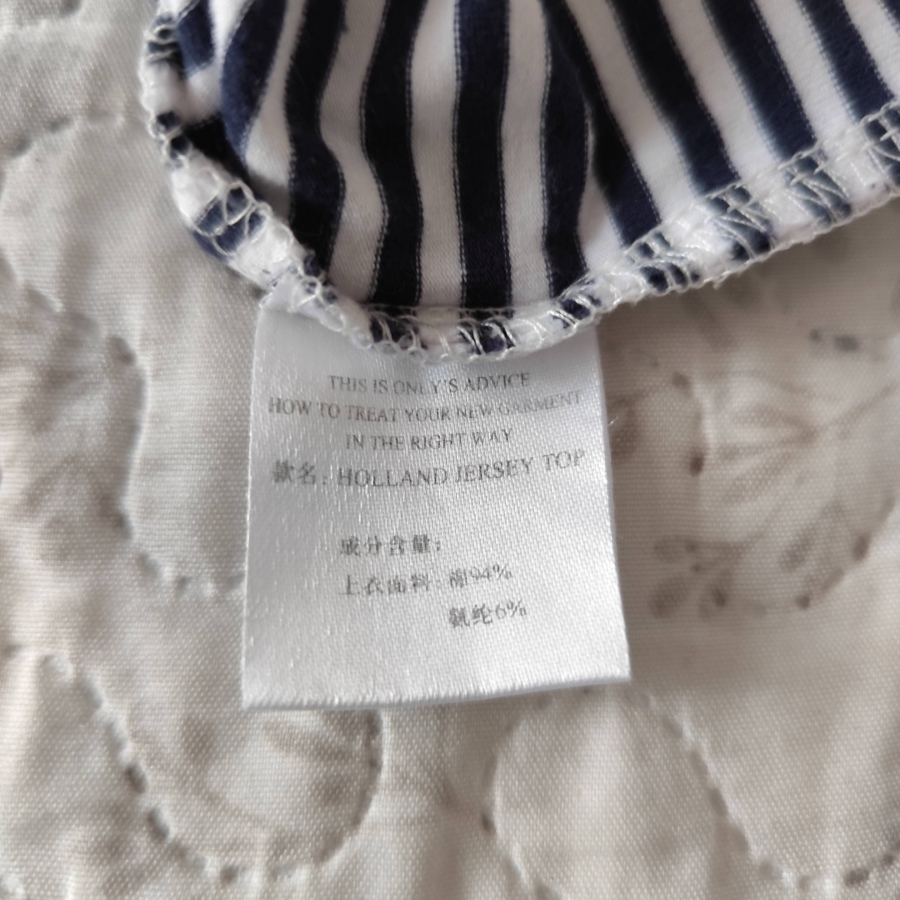 THIS IS ONLY'S ADVICE
HOW TO TREAT YOUR NEW GARMENT
IN THE RIGHT WAY
款名: HOLLAND JERSEY TOP
成分含量:
上衣面料: 棉94%
氨纶6%